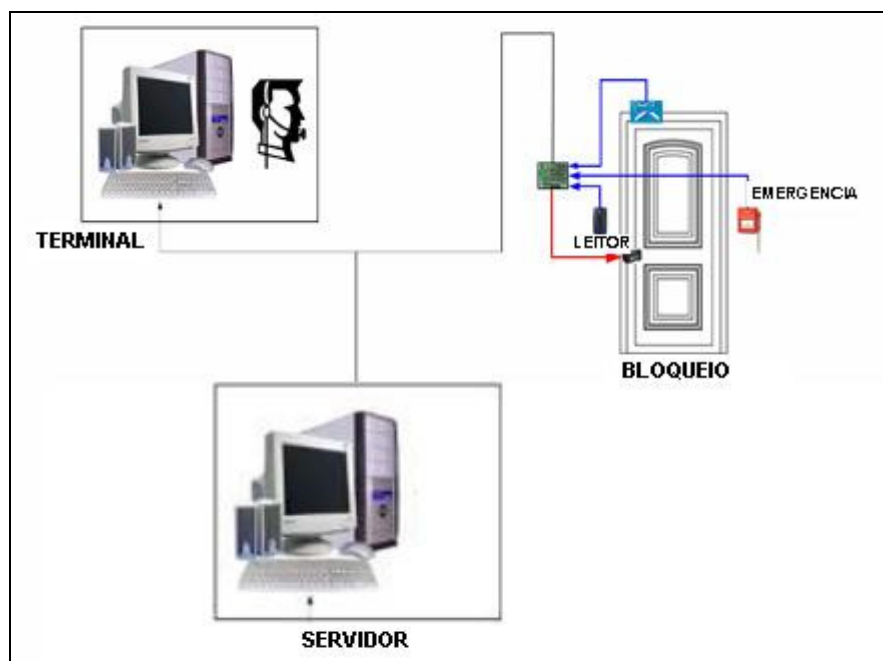 EMERGENCIA
LEITOR
TERMINAL
BLOQUEIO
SERVIDOR